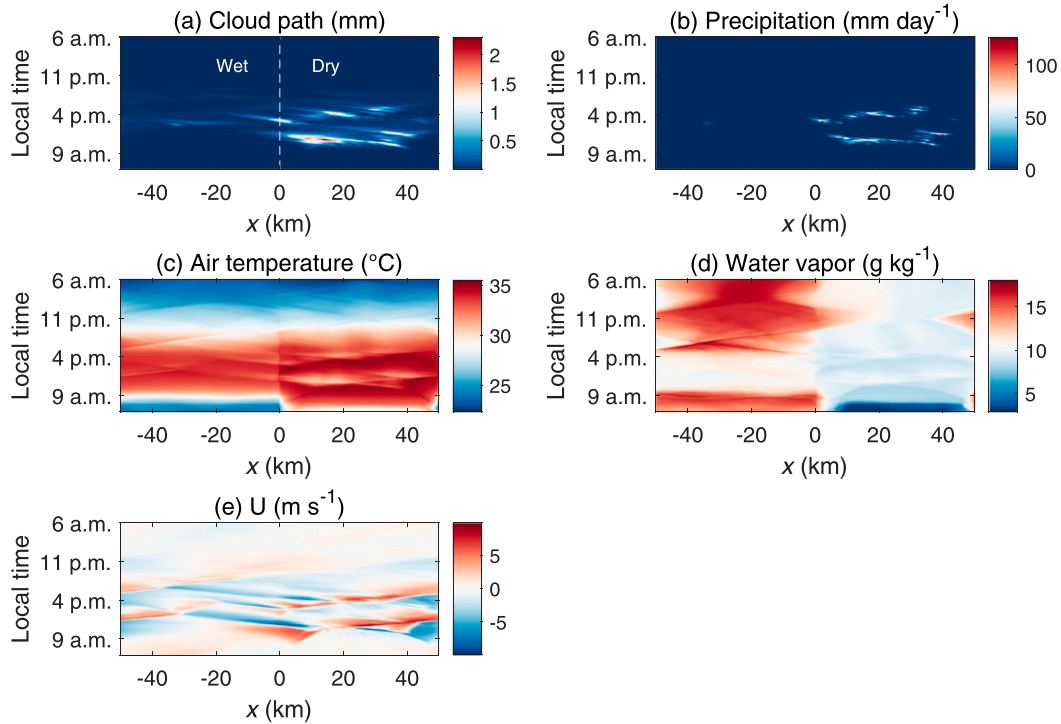 (a) Cloud path (mm)
6 a.m.
11 p.m.
4 p.m.
9 a.m.
Local time
Wet
Dry
-40
-20
0
20
40
x (km)
2
1.5
1
0.5
(b) Precipitation (mm day-1)
6 a.m.
11 p.m.
4 p.m.
9 a.m.
Local time
-40
-20
0
20
40
x (km)
100
50
0
(c) Air temperature (°C)
6 a.m.
11 p.m.
4 p.m.
9 a.m.
Local time
-40
-20
0
20
40
x (km)
35
30
25
(d) Water vapor (g kg-1)
6 a.m.
11 p.m.
4 p.m.
9 a.m.
Local time
-40
-20
0
20
40
x (km)
15
10
5
(e) U (m s-1)
6 a.m.
11 p.m.
4 p.m.
9 a.m.
Local time
-40
-20
0
20
40
x (km)
5
0
-5